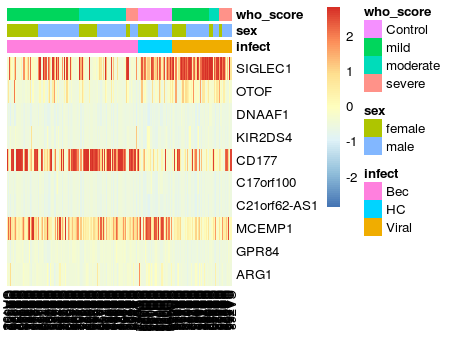 who_score
sex
infect
SIGLEC1
OTOF
DNAAF1
KIR2DS4
CD177
C17orf100
C21orf62-AS1
MCEMP1
GPR84
ARG1
2
1
0
-1
-2
who_score
Control
mild
moderate
severe
sex
female
male
infect
Bec
HC
Viral